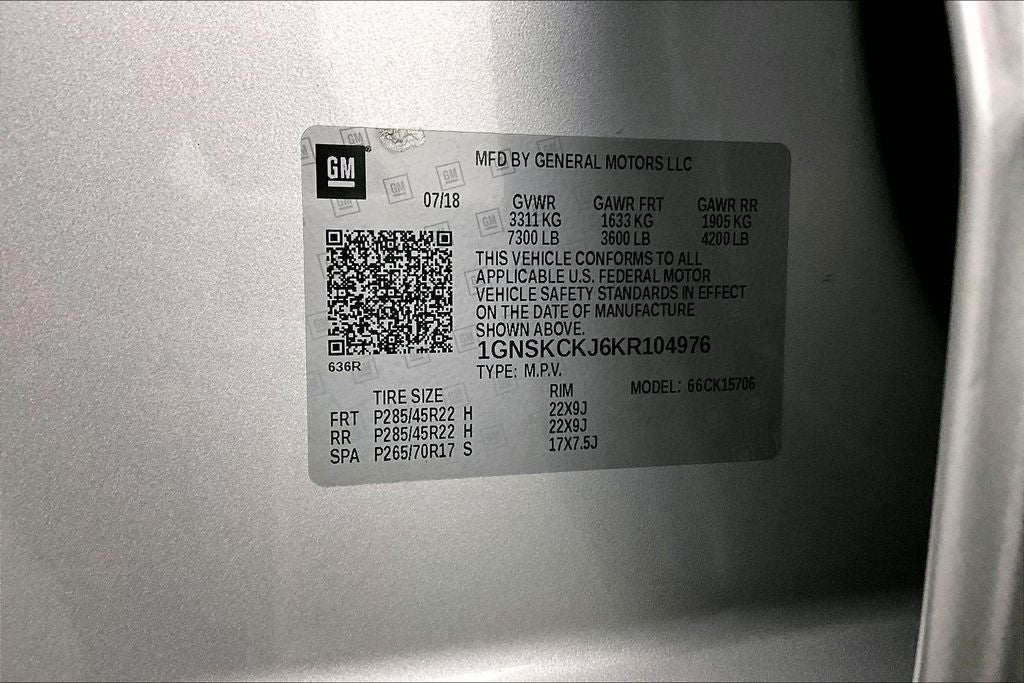 GM
MFD BY GENERAL MOTORS LLC
07/18
GVWR GAWR FRT GAWR RR
3311 KG 1633 KG 1905 KG
7300 LB 3600 LB 4200 LB
THIS VEHICLE CONFORMS TO ALL
APPLICABLE U.S. FEDERAL MOTOR
VEHICLE SAFETY STANDARDS IN EFFECT
ON THE DATE OF MANUFACTURE
SHOWN ABOVE.
1GNSKCKJ6KR104976
636R
TYPE: M.P.V.
MODEL: 66CK15706
TIRE SIZE RIM
FRT P285/45R22 H 22X9J
RR P285/45R22 H 22X9J
SPA P265/70R17 S 17X7.5J